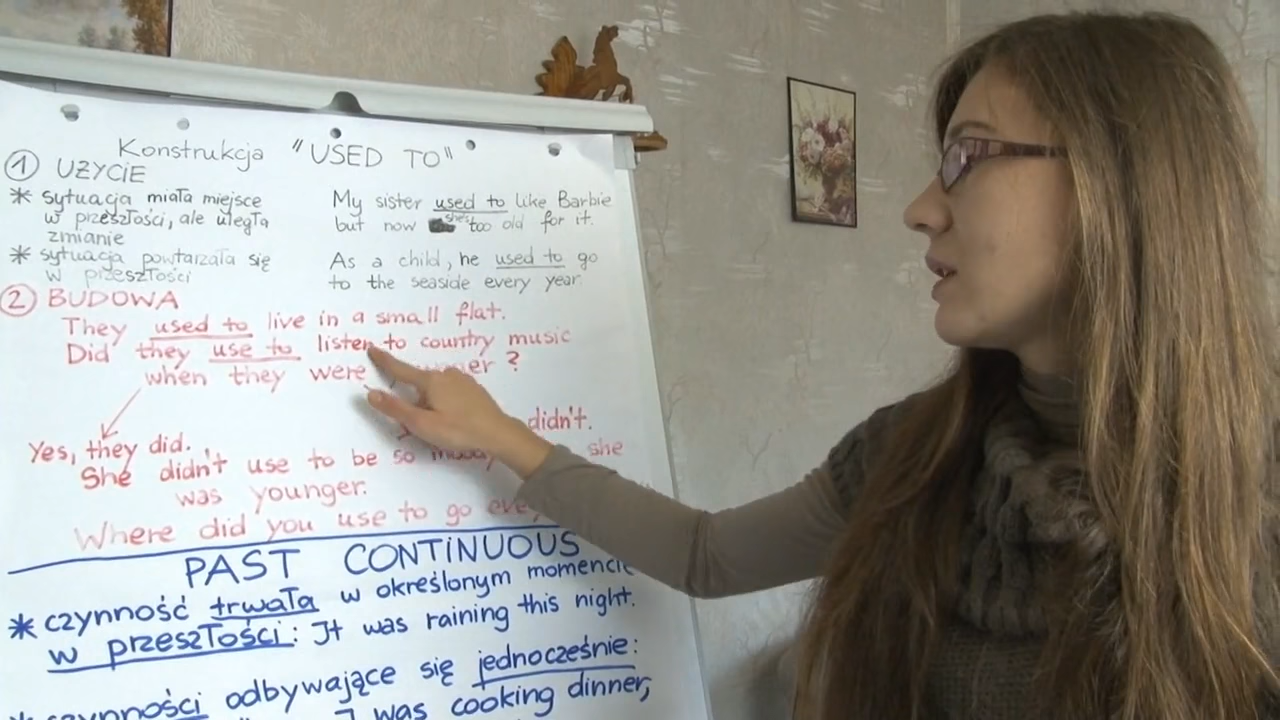 Konstrukcja "USED TO"
1 UŻYCIE
* sytuacja miała miejsce
w przeszłości, ale uległa
zmianie
My sister used to like Barbie
but now she's too old for it.
* sytuacja powtarzała się
w przeszłości
As a child, he used to go
to the seaside every year.
2 BUDOWA
They used to live in a small flat.
Did they use to listen to country music
when they were ?
Yes, they did.
didn't.
She didn't use to be so she
was younger.
Where did you use to go
PAST CONTINUOUS
* czynność trwała w określonym momencie
w przeszłości: It was raining this night.
* czynności odbywające się jednocześnie:
I was cooking dinner,